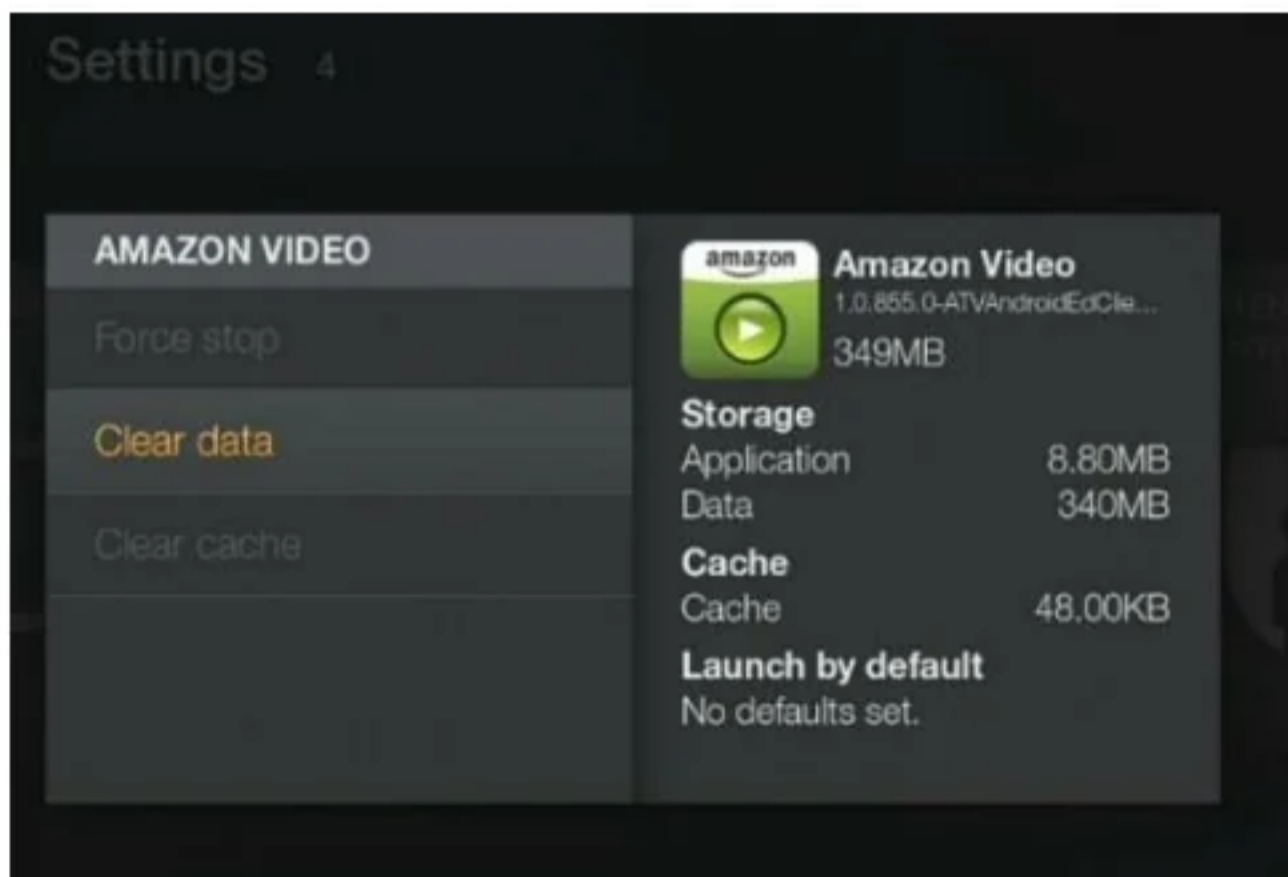 Settings 4
AMAZON VIDEO
Force stop
Clear data
Clear cache
amazon
Amazon Video
1.0.855.0-ATVAndroidEdClie...
349MB
Storage
Application 8.80MB
Data 340MB
Cache
Cache 48.00KB
Launch by default
No defaults set.